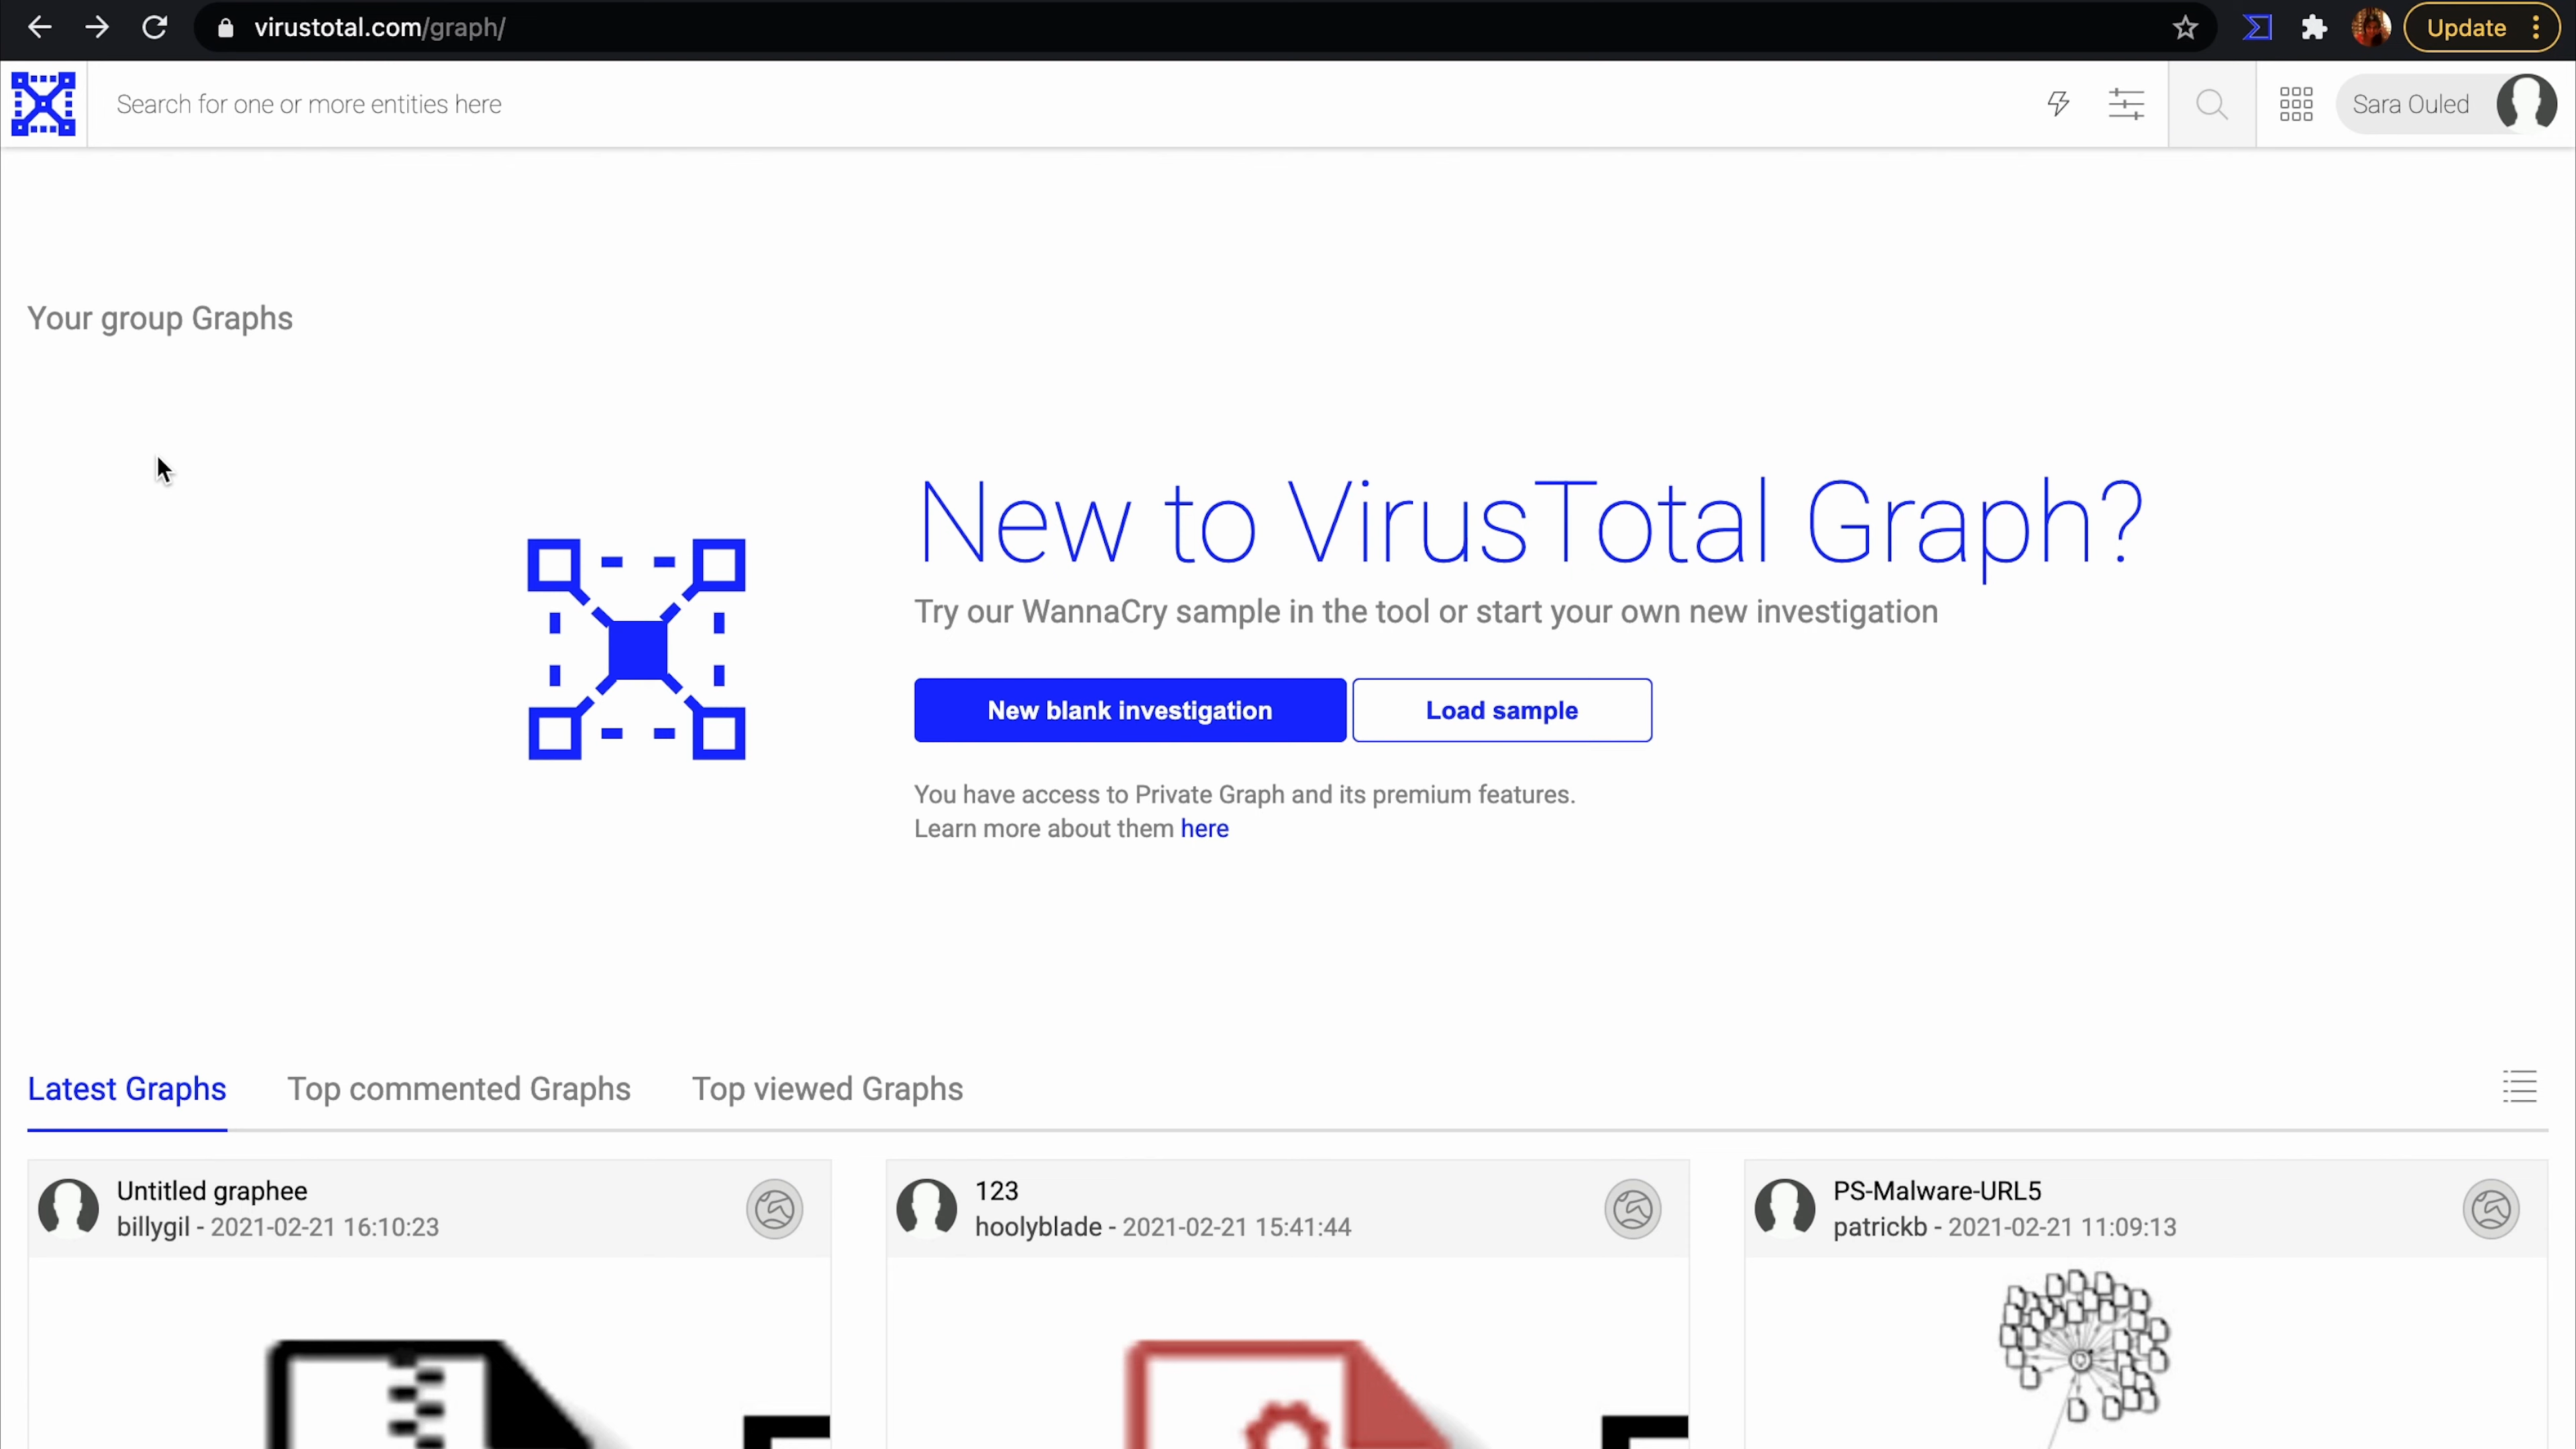 virustotal.com/graph/
Update
Search for one or more entities here
Sara Ouled
Your group Graphs
New to VirusTotal Graph?
Try our WannaCry sample in the tool or start your own new investigation
New blank investigation
Load sample
You have access to Private Graph and its premium features.
Learn more about them here
Latest Graphs
Top commented Graphs
Top viewed Graphs
Untitled graphee
billygil - 2021-02-21 16:10:23
123
hoolyblade - 2021-02-21 15:41:44
PS-Malware-URL5
patrickb - 2021-02-21 11:09:13